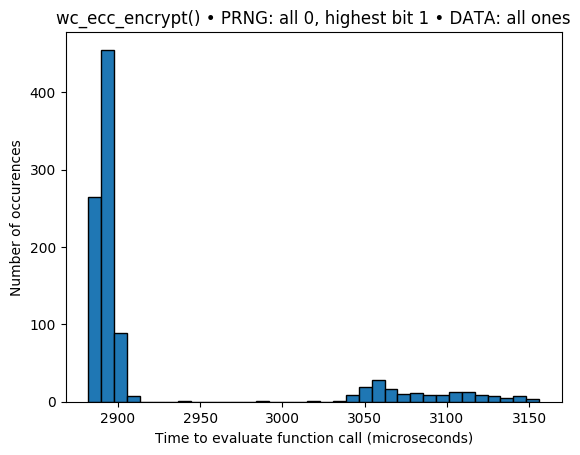 wc_ecc_encrypt() • PRNG: all 0, highest bit 1 • DATA: all ones
Number of occurences
400
300
200
100
0
2900 2950 3000 3050 3100 3150
Time to evaluate function call (microseconds)